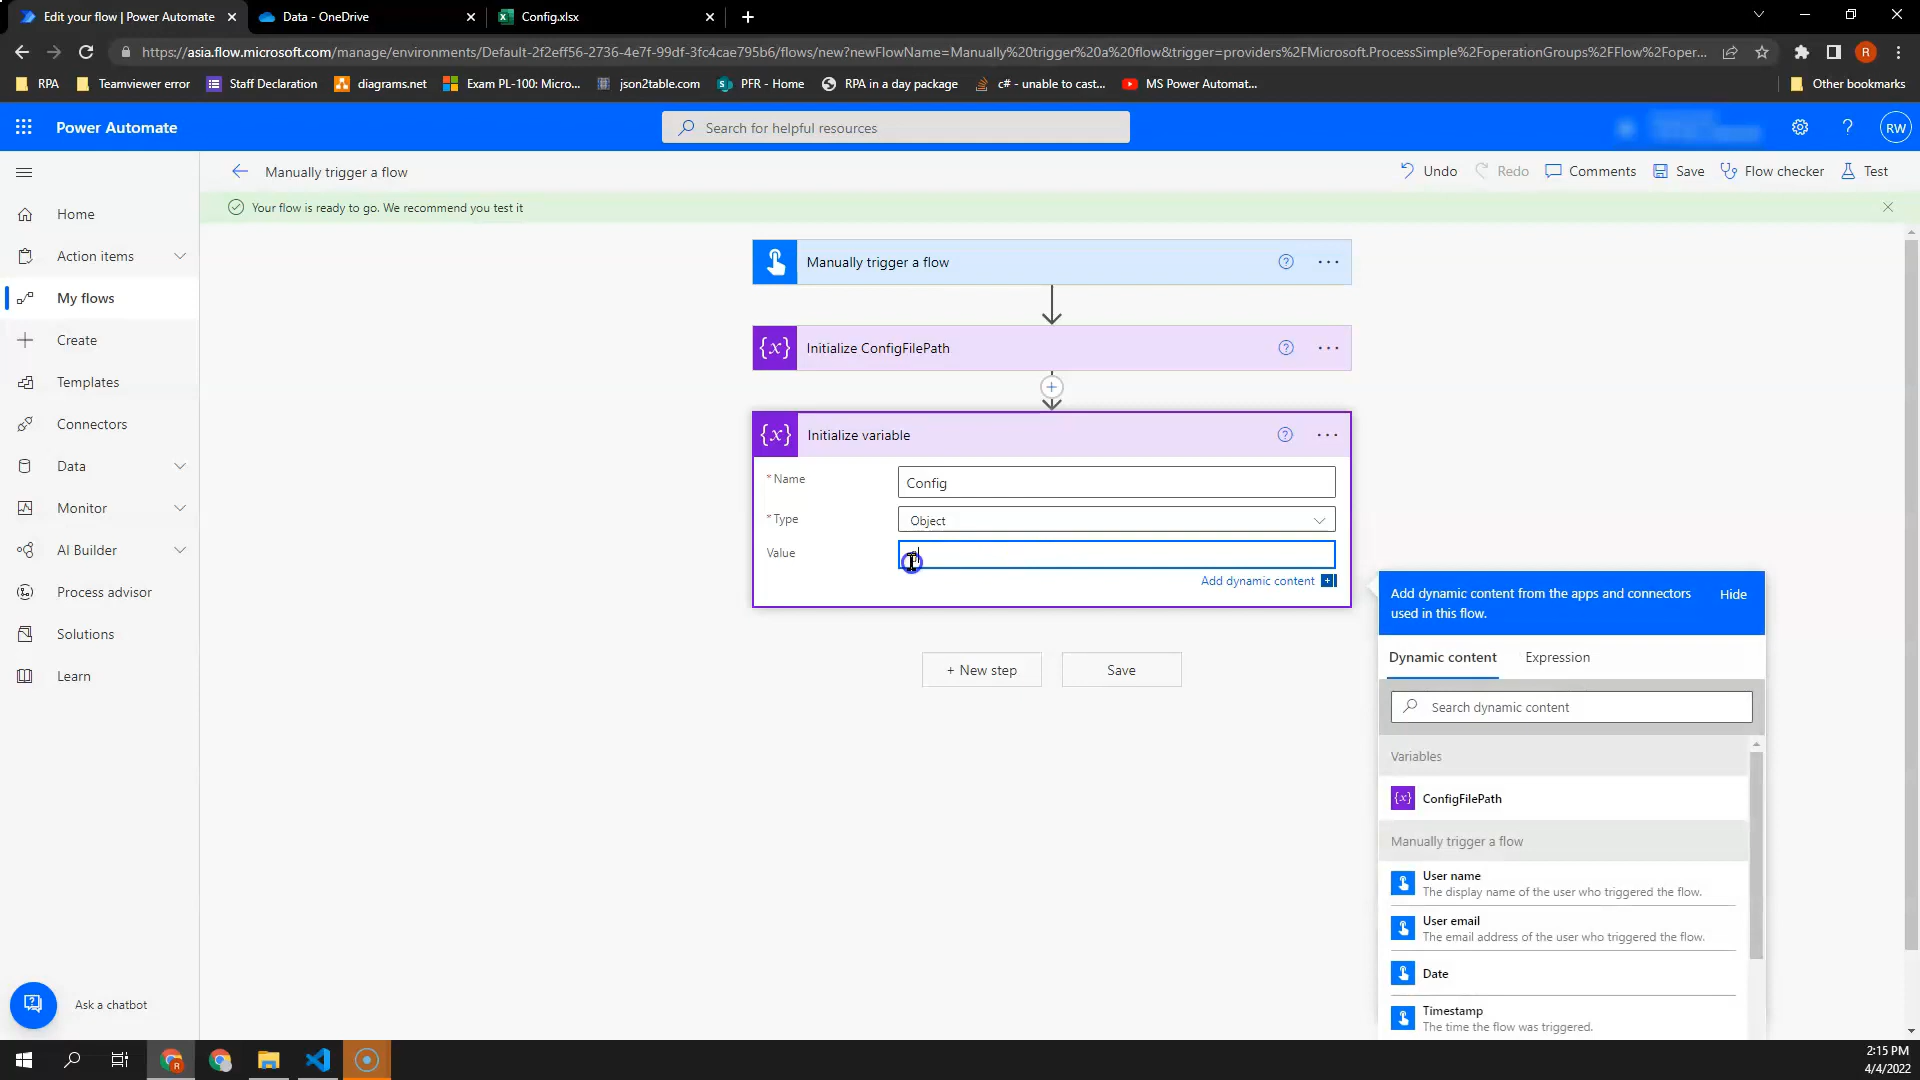 Edit your flow | Power Automate
Data - OneDrive
Config.xlsx
https://asia.flow.microsoft.com/manage/environments/Default-2f2eff56-2736-4e7f-99df-3fc4cae795b6/flows/new?newFlowName=Manually%20trigger%20a%20flow&trigger=providers%2FMicrosoft.ProcessSimple%2FoperationGroups%2FFlow%2Foper...
R
RPA
Teamviewer error
Staff Declaration
diagrams.net
Exam PL-100: Micro...
json2table.com
PFR - Home
RPA in a day package
c# - unable to cast...
MS Power Automat...
Other bookmarks
Power Automate
Search for helpful resources
RW
Manually trigger a flow
Undo
Redo
Comments
Save
Flow checker
Test
Your flow is ready to go. We recommend you test it
Home
Action items
My flows
Create
Templates
Connectors
Data
Monitor
AI Builder
Process advisor
Solutions
Learn
Ask a chatbot
Manually trigger a flow
{x} Initialize ConfigFilePath
{x} Initialize variable
* Name
Config
* Type
Object
Value
Add dynamic content
+ New step
Save
Add dynamic content from the apps and connectors
used in this flow.
Hide
Dynamic content
Expression
Search dynamic content
Variables
{x} ConfigFilePath
Manually trigger a flow
User name
The display name of the user who triggered the flow.
User email
The email address of the user who triggered the flow.
Date
Timestamp
The time the flow was triggered.
2:15 PM
4/4/2022